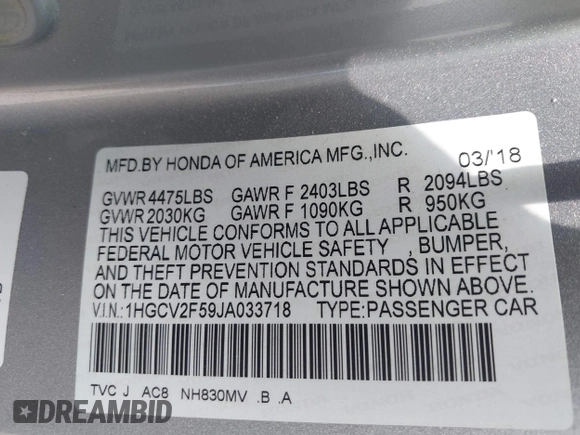 MFD.BY HONDA OF AMERICA MFG.,INC. 03/'18
GVWR 4475LBS GAWR F 2403LBS R 2094LBS
GVWR 2030KG GAWR F 1090KG R 950KG
THIS VEHICLE CONFORMS TO ALL APPLICABLE
FEDERAL MOTOR VEHICLE SAFETY , BUMPER,
AND THEFT PREVENTION STANDARDS IN EFFECT
ON THE DATE OF MANUFACTURE SHOWN ABOVE.
V.I.N.:1HGCV2F59JA033718 TYPE:PASSENGER CAR
TVC J AC8 NH830MV .B .A
DREAMBID